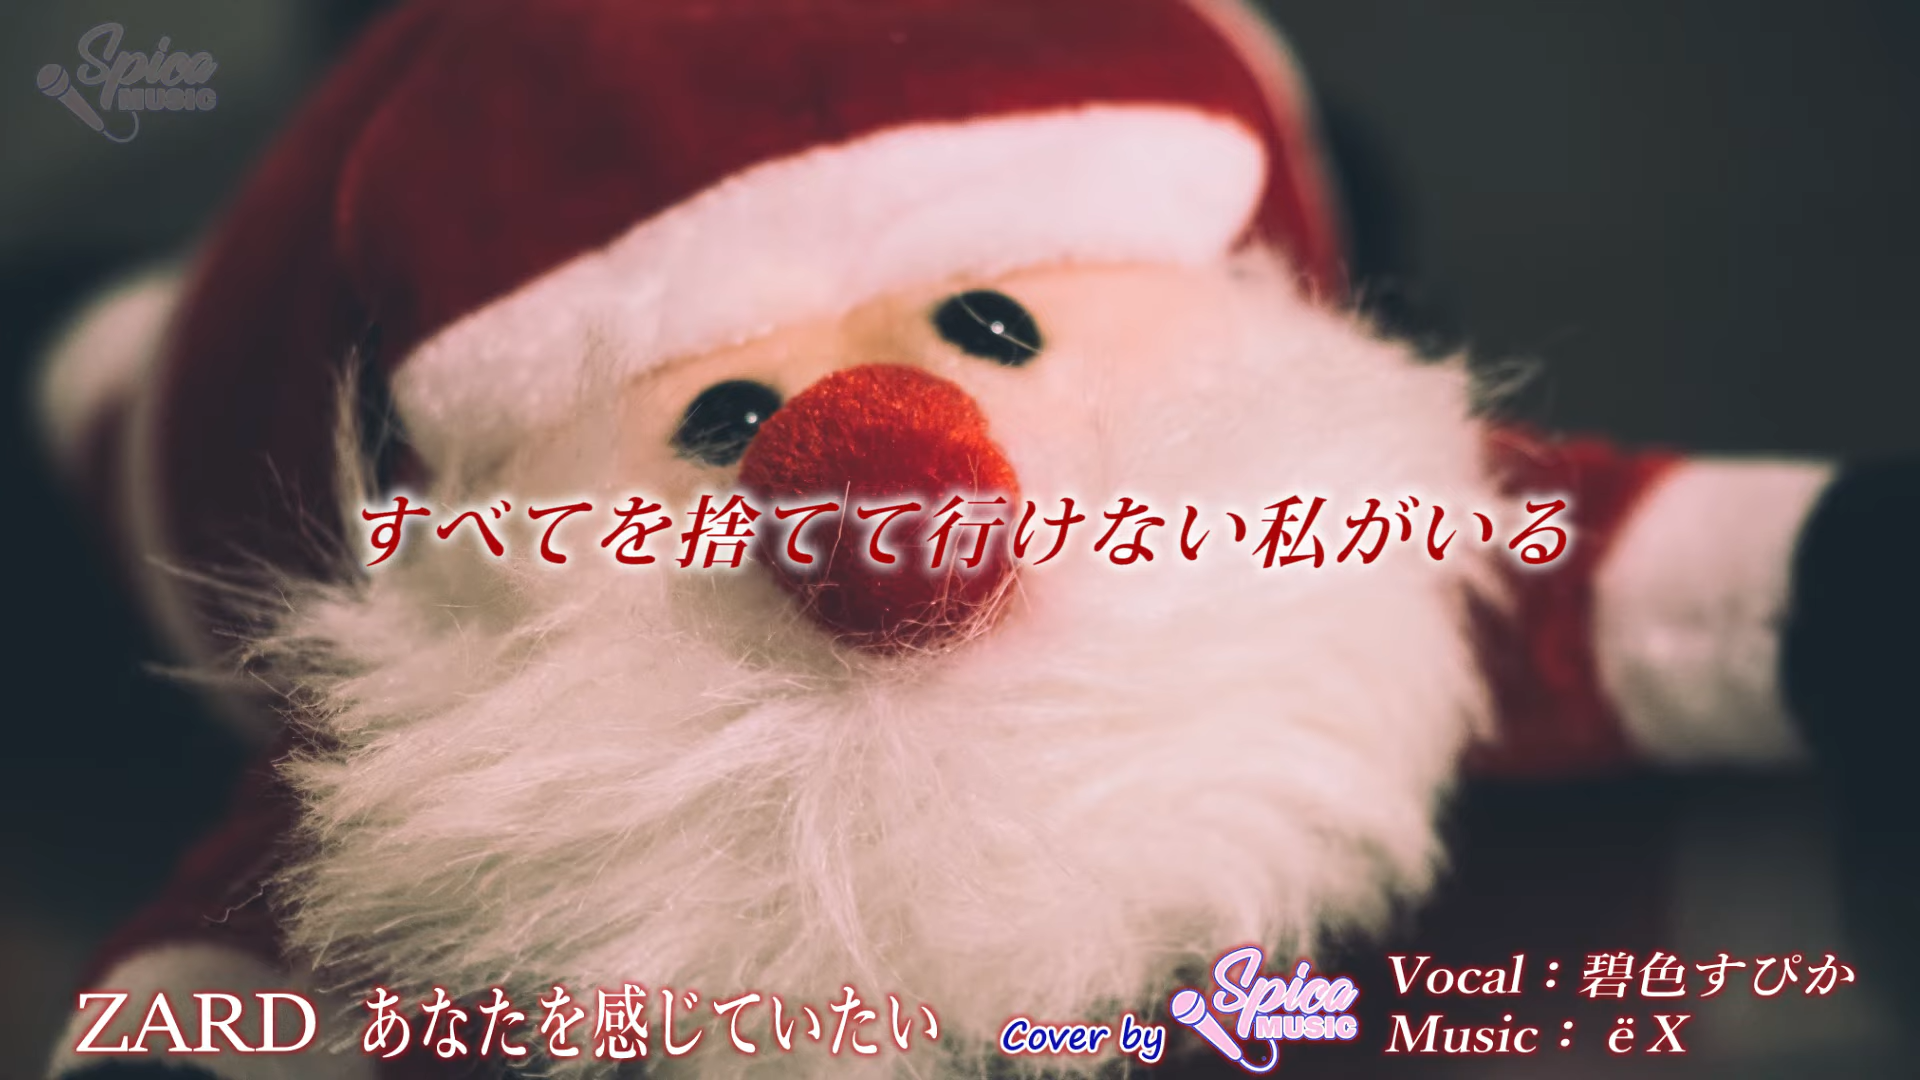 Spica
MUSIC
すべてを捨てて行けない私がいる
ZARD あなたを感じていたい
Cover by
Spica
MUSIC
Vocal：碧色すぴか
Music：ëX